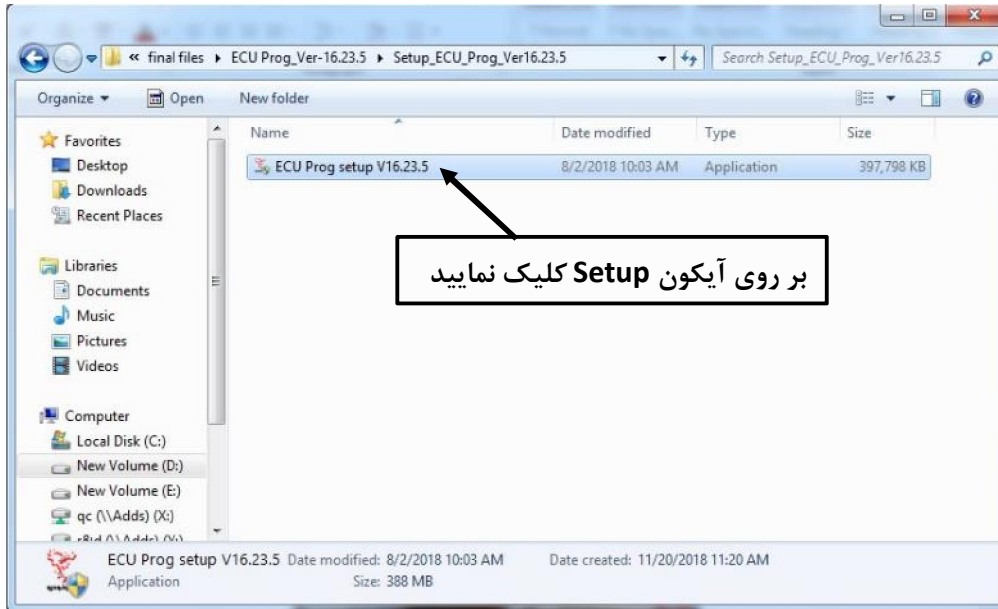 « final files ▸ ECU Prog_Ver-16.23.5 ▸ Setup_ECU_Prog_Ver16.23.5
Search Setup_ECU_Prog_Ver16.23.5
Organize Open New folder
Name Date modified Type Size
ECU Prog setup V16.23.5 8/2/2018 10:03 AM Application 397,798 KB
Favorites
Desktop
Downloads
Recent Places
Libraries
Documents
Music
Pictures
Videos
Computer
Local Disk (C:)
New Volume (D:)
New Volume (E:)
qc (\\Adds) (X:)
بر روی آیکون Setup کلیک نمایید
ECU Prog setup V16.23.5 Date modified: 8/2/2018 10:03 AM Date created: 11/20/2018 11:20 AM
Application Size: 388 MB